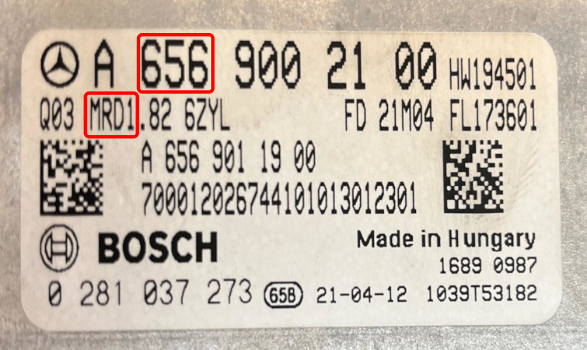 A 656 900 21 00 HW194501
Q03 MRD1.82 6ZYL FD 21M04 FL173601
A 656 901 19 00
700012026744101013012301
BOSCH Made in Hungary
1689 0987
0 281 037 273 65B 21-04-12 1039T53182